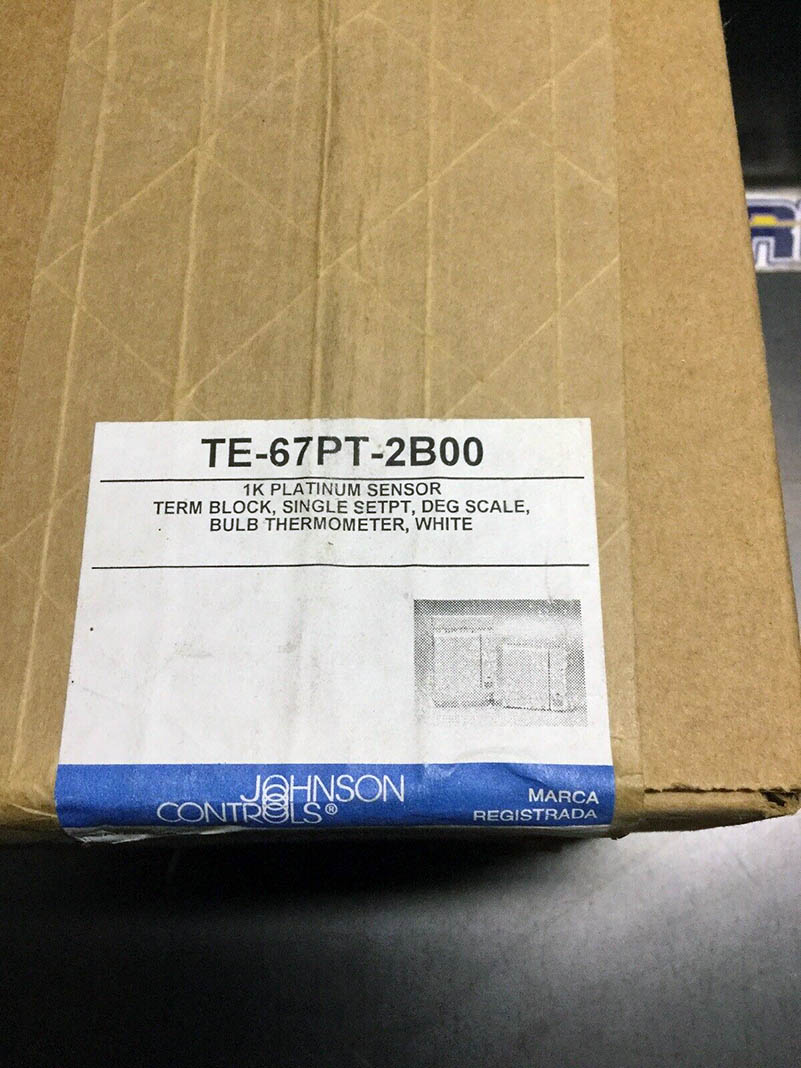 TE-67PT-2B00
1K PLATINUM SENSOR
TERM BLOCK, SINGLE SETPT, DEG SCALE,
BULB THERMOMETER, WHITE
JOHNSON
CONTROLS®
MARCA
REGISTRADA